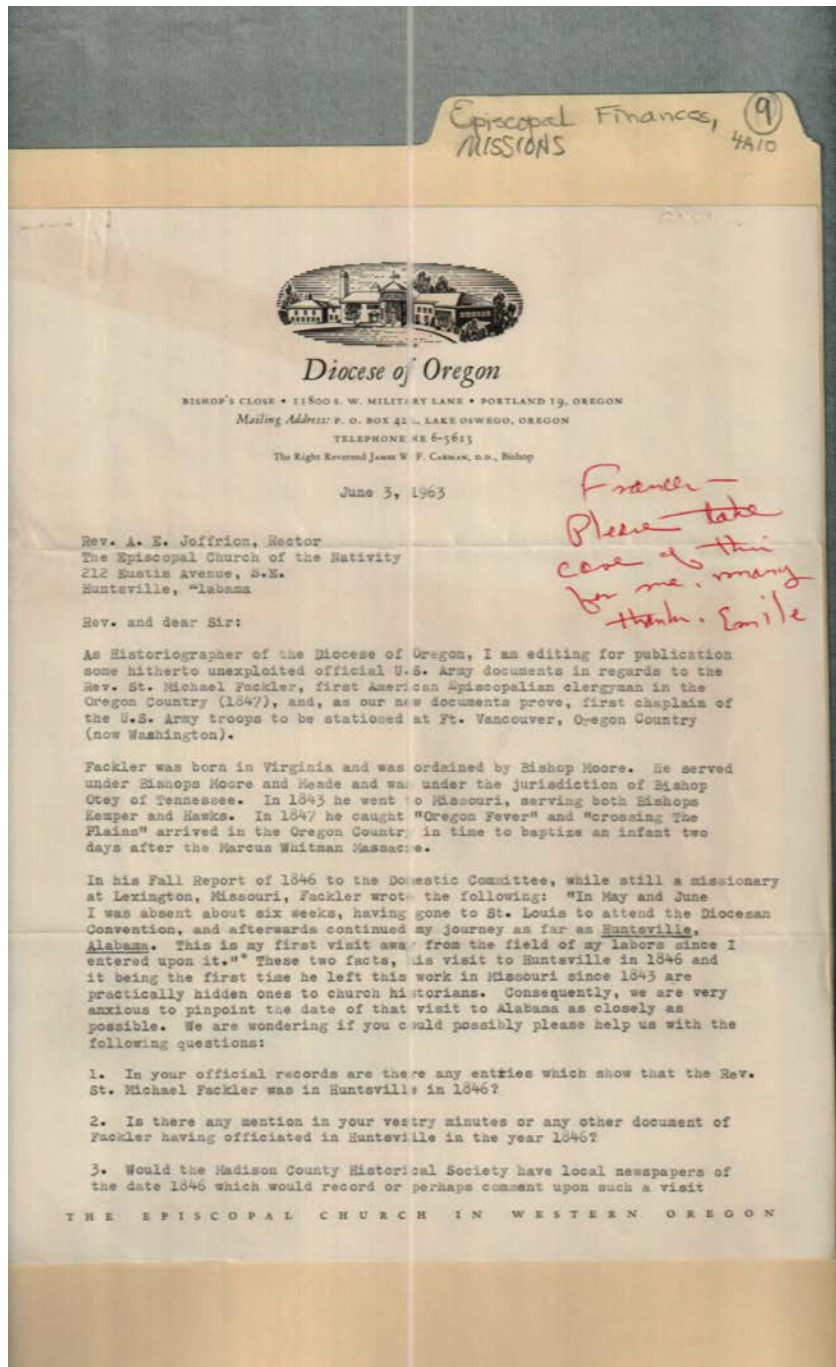 Episcopal Finances, 9
MISSIONS 4A10
Diocese of Oregon
BISHOP'S CLOSE • 11800 S. W. MILITARY LANE • PORTLAND 19, OREGON
Mailing Address: P. O. BOX 42, LAKE OSWEGO, OREGON
TELEPHONE NE 6-5613
The Right Reverend JAMES W. F. CARMAN, D.D., Bishop
June 3, 1963
Frances —
Please take
care of this
for me. many
thanks. Emile
Rev. A. E. Joffrion, Rector
The Episcopal Church of the Nativity
212 Eustis Avenue, S.E.
Huntsville, Alabama
Rev. and dear Sir:
As Historiographer of the Diocese of Oregon, I am editing for publication
some hitherto unexploited official U.S. Army documents in regards to the
Rev. St. Michael Fackler, first American Episcopalian clergyman in the
Oregon Country (1847), and, as our new documents prove, first chaplain of
the U.S. Army troops to be stationed at Ft. Vancouver, Oregon Country
(now Washington).
Fackler was born in Virginia and was ordained by Bishop Moore. He served
under Bishops Moore and Meade and was under the jurisdiction of Bishop
Otey of Tennessee. In 1843 he went to Missouri, serving both Bishops
Kemper and Hawks. In 1847 he caught "Oregon Fever" and "crossing The
Plains" arrived in the Oregon Country in time to baptize an infant two
days after the Marcus Whitman Massacre.
In his Fall Report of 1846 to the Domestic Committee, while still a missionary
at Lexington, Missouri, Fackler wrote the following: "In May and June
I was absent about six weeks, having gone to St. Louis to attend the Diocesan
Convention, and afterwards continued my journey as far as Huntsville,
Alabama. This is my first visit away from the field of my labors since I
entered upon it."* These two facts, his visit to Huntsville in 1846 and
it being the first time he left this work in Missouri since 1843 are
practically hidden ones to church historians. Consequently, we are very
anxious to pinpoint the date of that visit to Alabama as closely as
possible. We are wondering if you could possibly please help us with the
following questions:
1. In your official records are there any entries which show that the Rev.
St. Michael Fackler was in Huntsville in 1846?
2. Is there any mention in your vestry minutes or any other document of
Fackler having officiated in Huntsville in the year 1846?
3. Would the Madison County Historical Society have local newspapers of
the date 1846 which would record or perhaps comment upon such a visit
THE EPISCOPAL CHURCH IN WESTERN OREGON